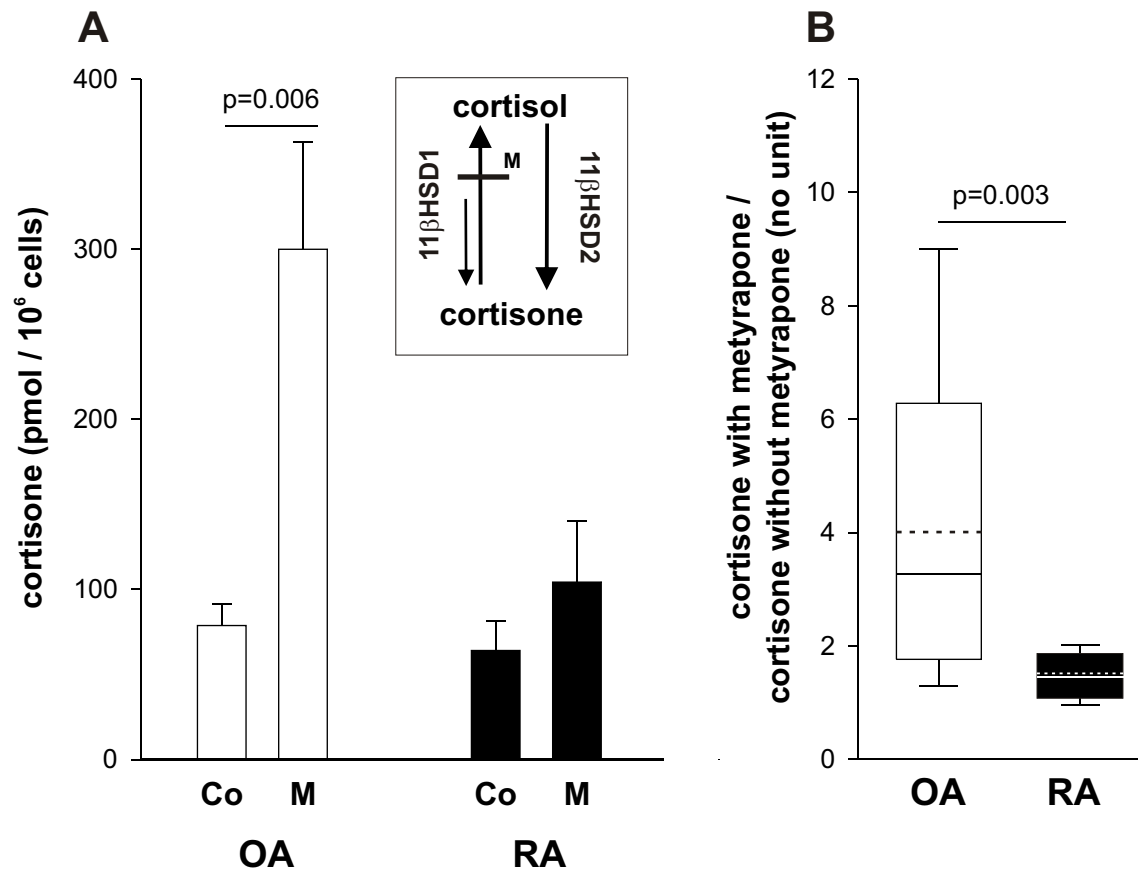 A
cortisone (pmol / 10⁶ cells)
400
300
200
100
0
p=0.006
cortisol
11βHSD1
M
11βHSD2
cortisone
Co
M
Co
M
OA
RA
B
cortisone with metyrapone /
cortisone without metyrapone (no unit)
12
10
8
6
4
2
0
p=0.003
OA
RA